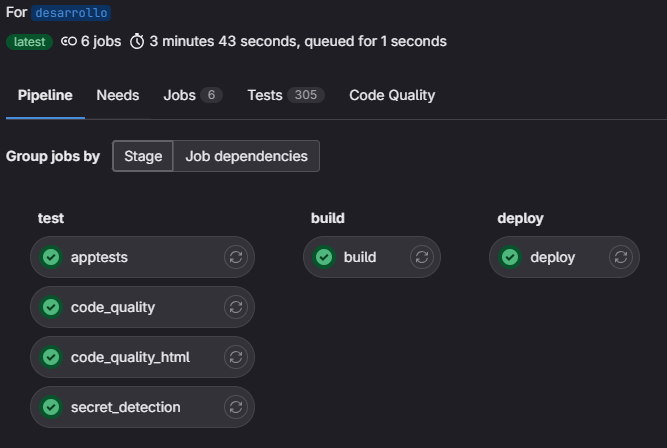 For desarrollo
latest 6 jobs 3 minutes 43 seconds, queued for 1 seconds
Pipeline Needs Jobs 6 Tests 305 Code Quality
Group jobs by Stage Job dependencies
test build deploy
apptests build deploy
code_quality
code_quality_html
secret_detection